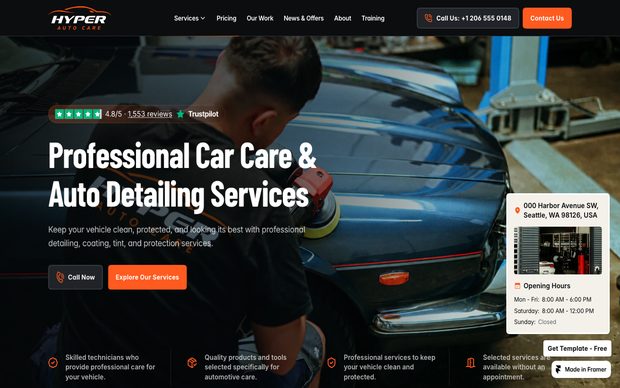 HYPER
AUTO CARE
Services
Pricing
Our Work
News & Offers
About
Training
Call Us: +1 206 555 0148
Contact Us
4.8/5 · 1,553 reviews
Trustpilot
Professional Car Care &
Auto Detailing Services
Keep your vehicle clean, protected, and looking its best with professional
detailing, coating, tint, and protection services.
Call Now
Explore Our Services
000 Harbor Avenue SW,
Seattle, WA 98126, USA
Opening Hours
Mon - Fri: 8:00 AM - 6:00 PM
Saturday: 8:00 AM - 12:00 PM
Sunday: Closed
Get Template - Free
Made in Framer
Skilled technicians who
provide professional care for
your vehicle.
Quality products and tools
selected specifically for
automotive care.
Professional services to keep
your vehicle clean and
protected.
Selected services are
available without an
appointment.